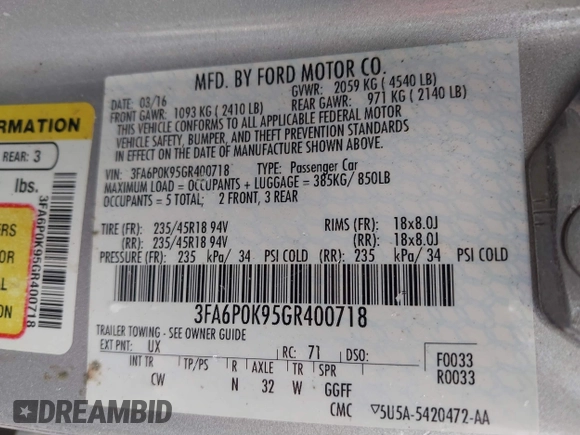 MFD. BY FORD MOTOR CO.
DATE: 03/16 GVWR: 2059 KG ( 4540 LB)
FRONT GAWR: 1093 KG ( 2410 LB) REAR GAWR: 971 KG ( 2140 LB)
THIS VEHICLE CONFORMS TO ALL APPLICABLE FEDERAL MOTOR
VEHICLE SAFETY, BUMPER, AND THEFT PREVENTION STANDARDS
IN EFFECT ON THE DATE OF MANUFACTURE SHOWN ABOVE.
VIN: 3FA6P0K95GR400718 TYPE: Passenger Car
MAXIMUM LOAD = OCCUPANTS + LUGGAGE = 385KG/ 850LB
OCCUPANTS = 5 TOTAL; 2 FRONT, 3 REAR
TIRE (FR): 235/45R18 94V RIMS (FR): 18x8.0J
(RR): 235/45R18 94V (RR): 18x8.0J
PRESSURE (FR): 235 kPa/ 34 PSI COLD (RR): 235 kPa/ 34 PSI COLD
3FA6P0K95GR400718
TRAILER TOWING - SEE OWNER GUIDE
EXT PNT: UX RC: 71 DSO:
INT TR TP/PS R AXLE TR SPR
CW N 32 W GGFF
F0033
R0033
CMC ▽5U5A-5420472-AA
RMATION
REAR: 3
lbs.
ERS
OR
AL
ION
3FA6P0K95GR400718
DREAMBID